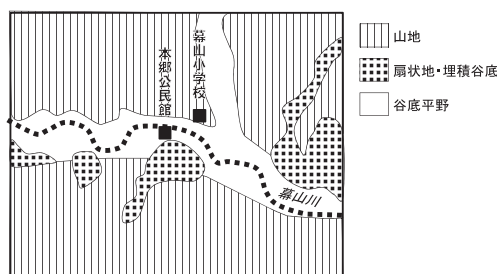 幕山小学校
本郷公民館
幕山川
山地
扇状地・埋積谷底
谷底平野